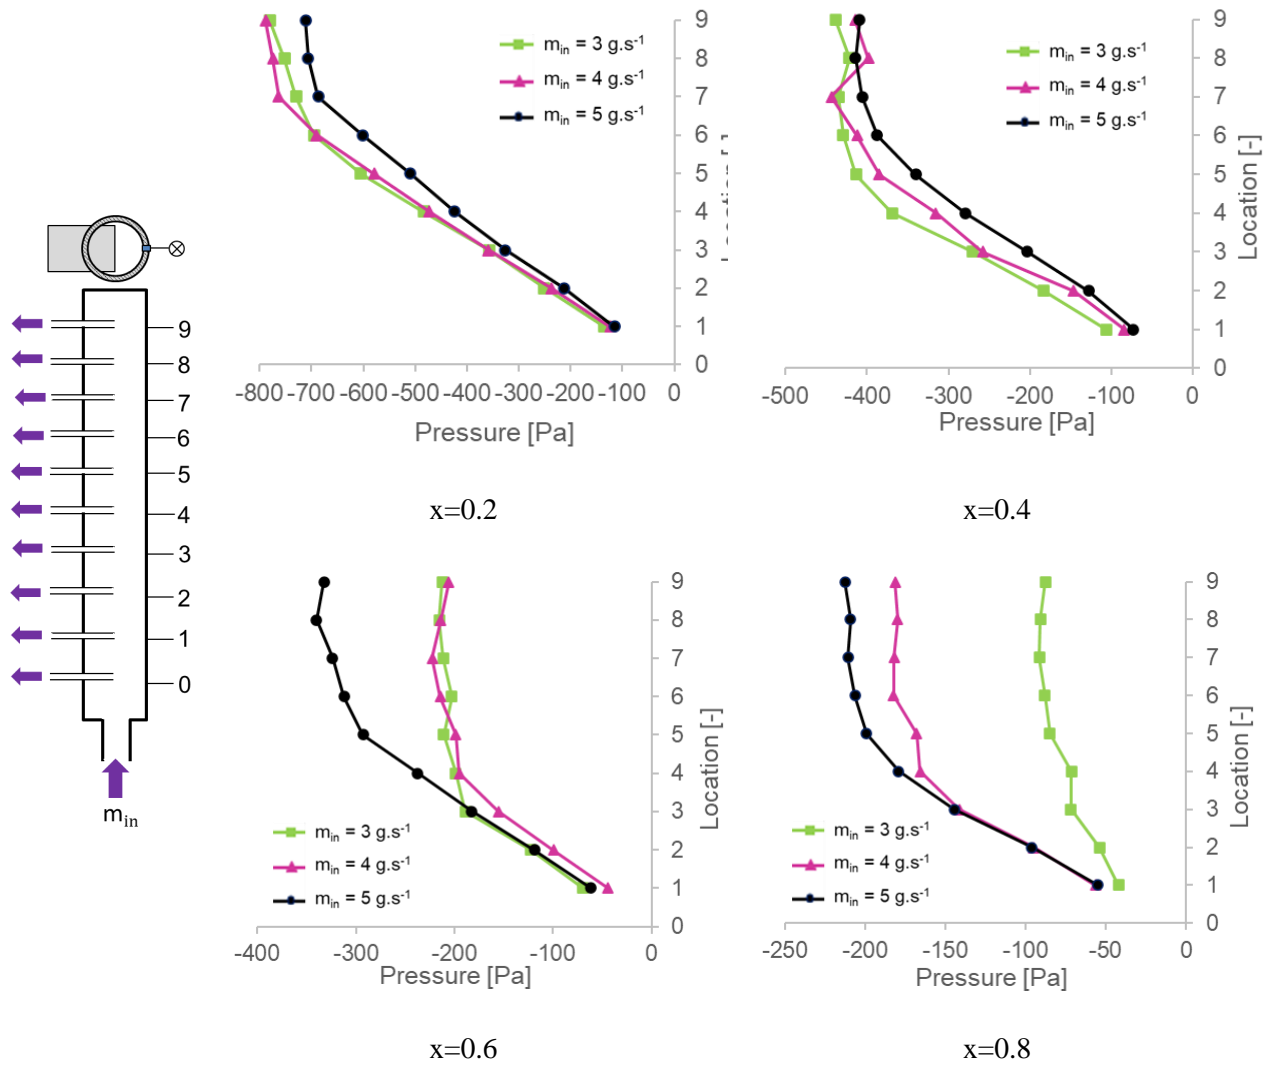 9
8
7
6
5
4
3
2
1
0
m_in
m_in = 3 g.s⁻¹
m_in = 4 g.s⁻¹
m_in = 5 g.s⁻¹
9
8
7
6
5
4
3
2
1
0
-800 -700 -600 -500 -400 -300 -200 -100 0
Pressure [Pa]
x=0.2
m_in = 3 g.s⁻¹
m_in = 4 g.s⁻¹
m_in = 5 g.s⁻¹
9
8
7
6
5
4
3
2
1
0
Location [-]
-500 -400 -300 -200 -100 0
Pressure [Pa]
x=0.4
m_in = 3 g.s⁻¹
m_in = 4 g.s⁻¹
m_in = 5 g.s⁻¹
9
8
7
6
5
4
3
2
1
0
Location [-]
-400 -300 -200 -100 0
Pressure [Pa]
x=0.6
m_in = 3 g.s⁻¹
m_in = 4 g.s⁻¹
m_in = 5 g.s⁻¹
9
8
7
6
5
4
3
2
1
0
Location [-]
-250 -200 -150 -100 -50 0
Pressure [Pa]
x=0.8